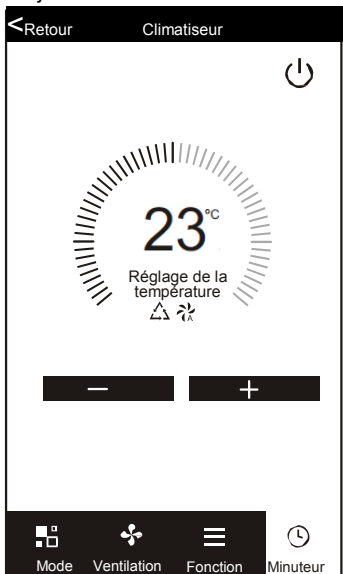 <Retour Climatiseur
23°C
Réglage de la
température
A
− +
Mode Ventilation Fonction Minuteur